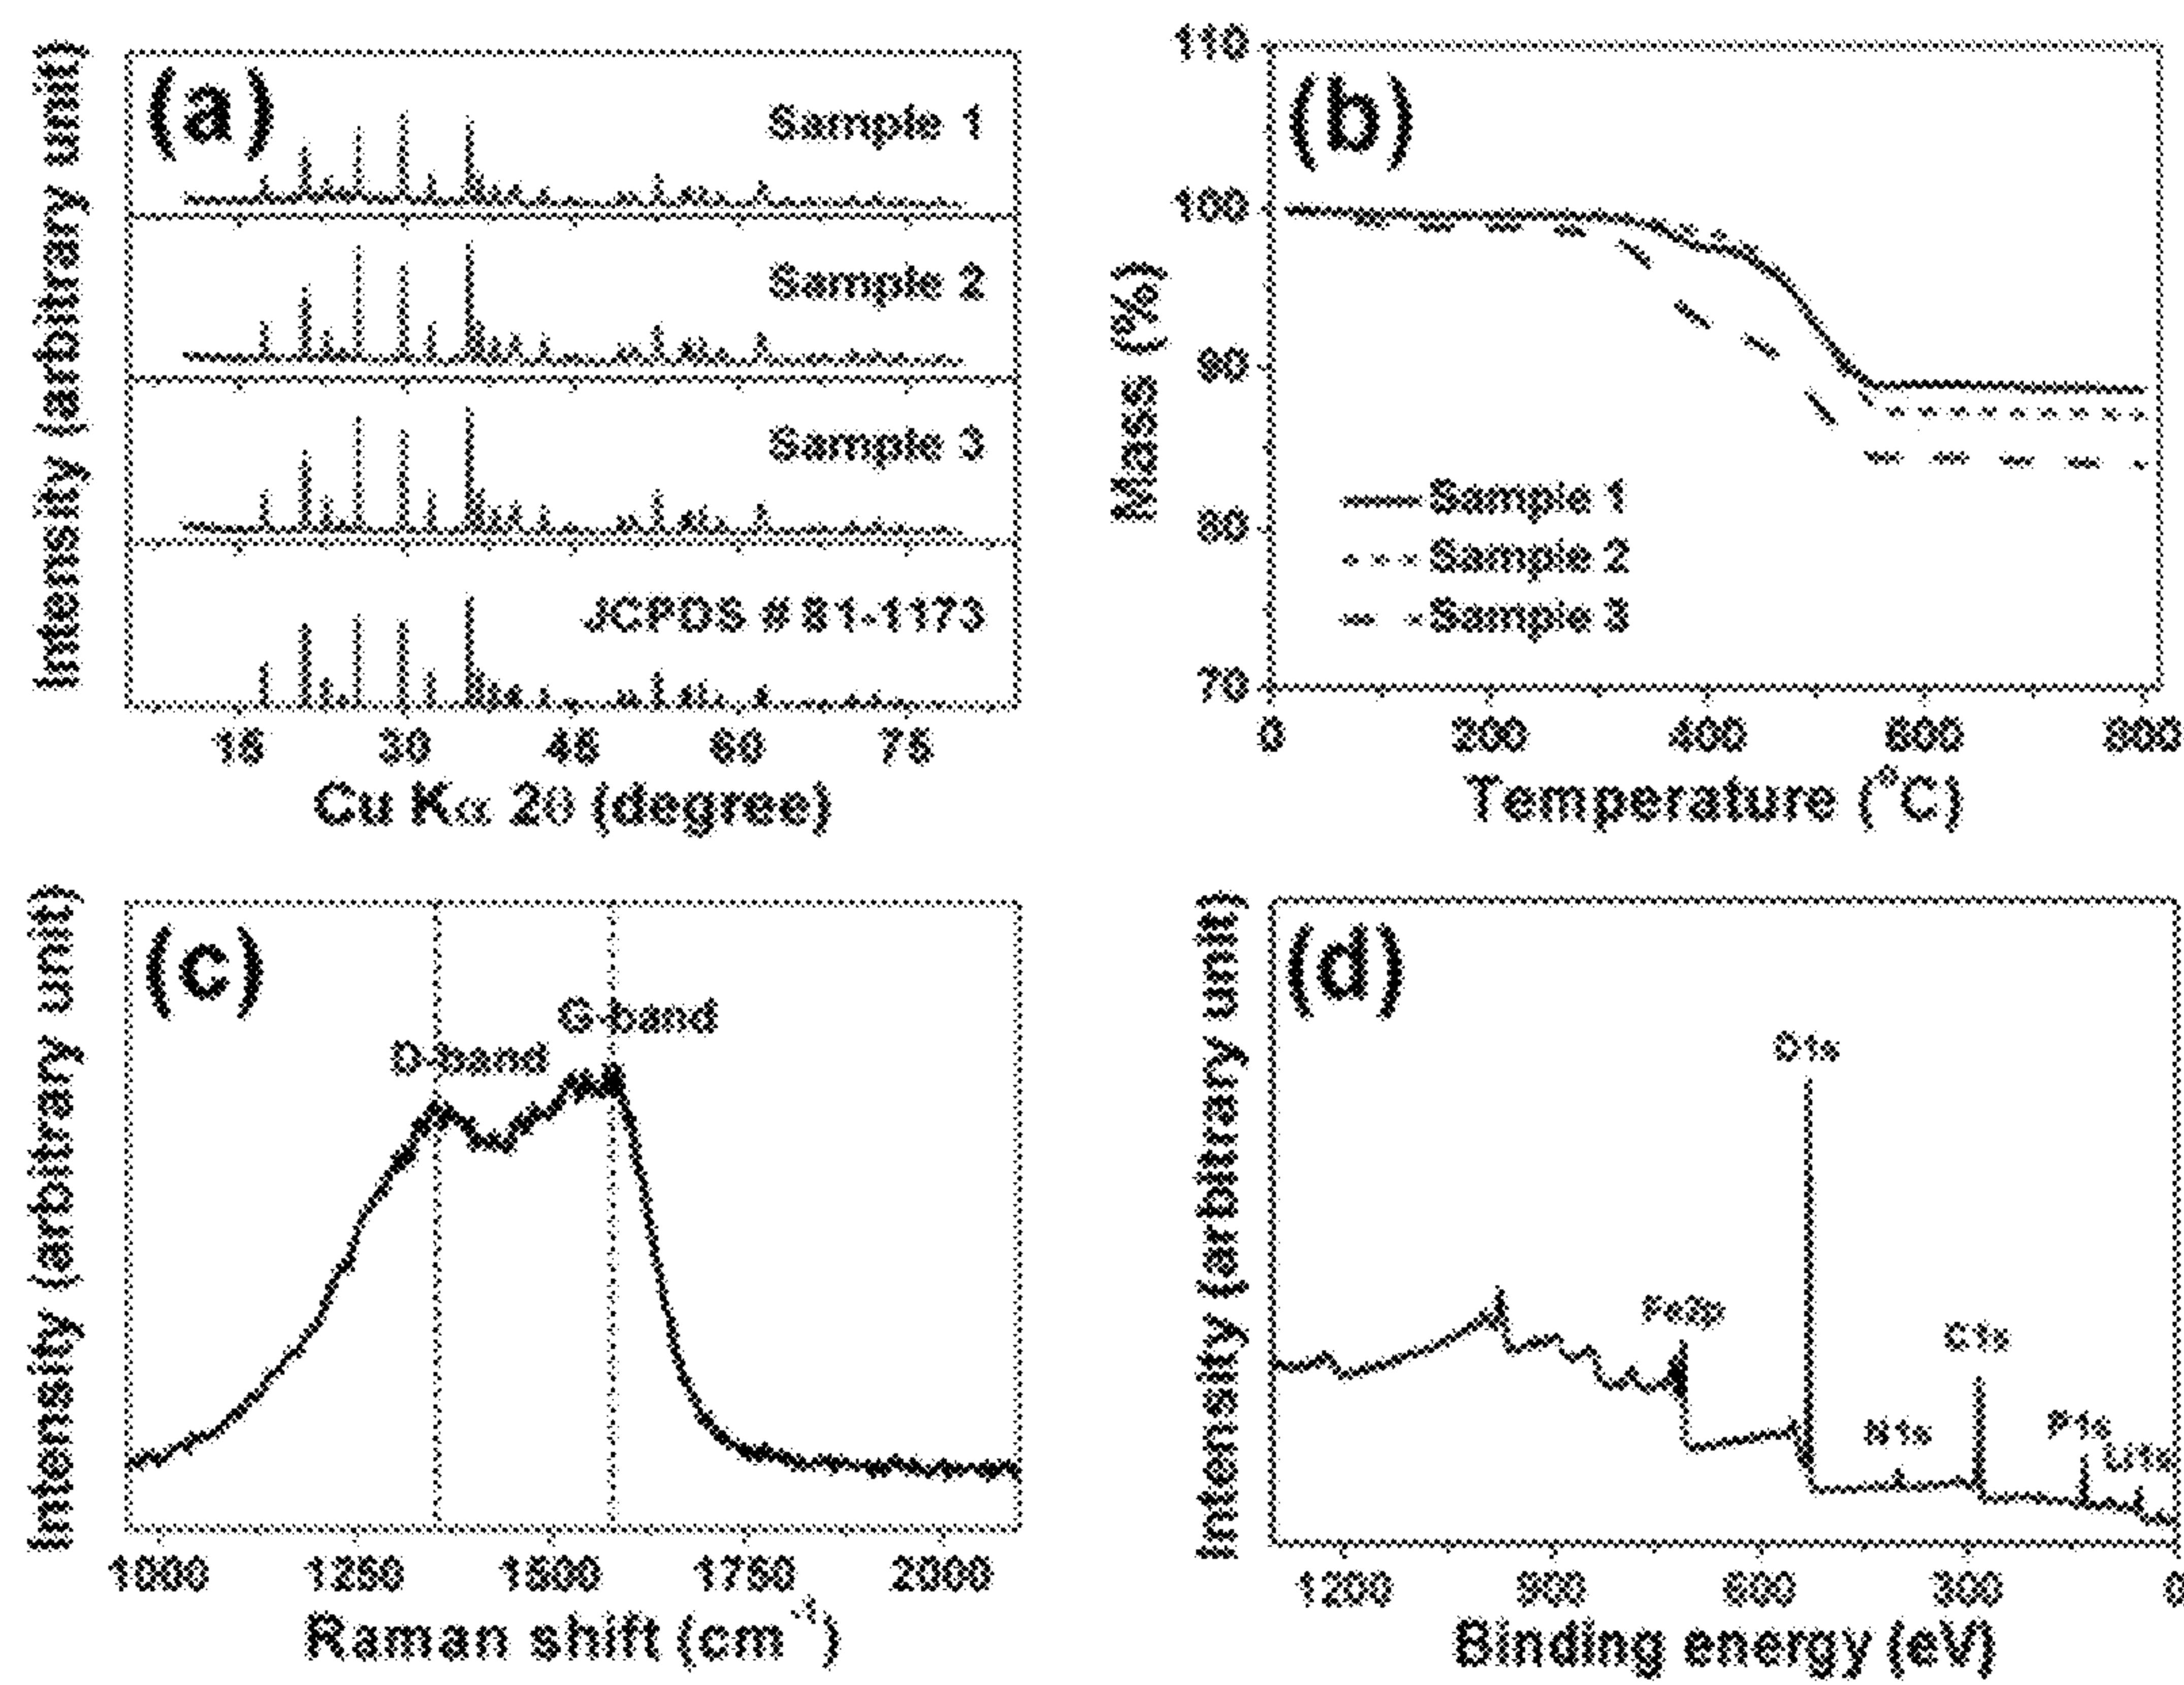 (a)
Intensity (arbitrary unit)
Sample 1
Sample 2
Sample 3
JCPDS # 81-1173
15 30 45 60 75
Cu Kα 2θ (degree)
(b)
Mass (%)
110
100
90
80
70
Sample 1
Sample 2
Sample 3
0 200 400 600 800
Temperature (°C)
(c)
Intensity (arbitrary unit)
G-band
D-band
1000 1250 1500 1750 2000
Raman shift (cm⁻¹)
(d)
Intensity (arbitrary unit)
O1s
Fe2p
C1s
N1s
P1s
Li1s
1200 900 600 300 0
Binding energy (eV)